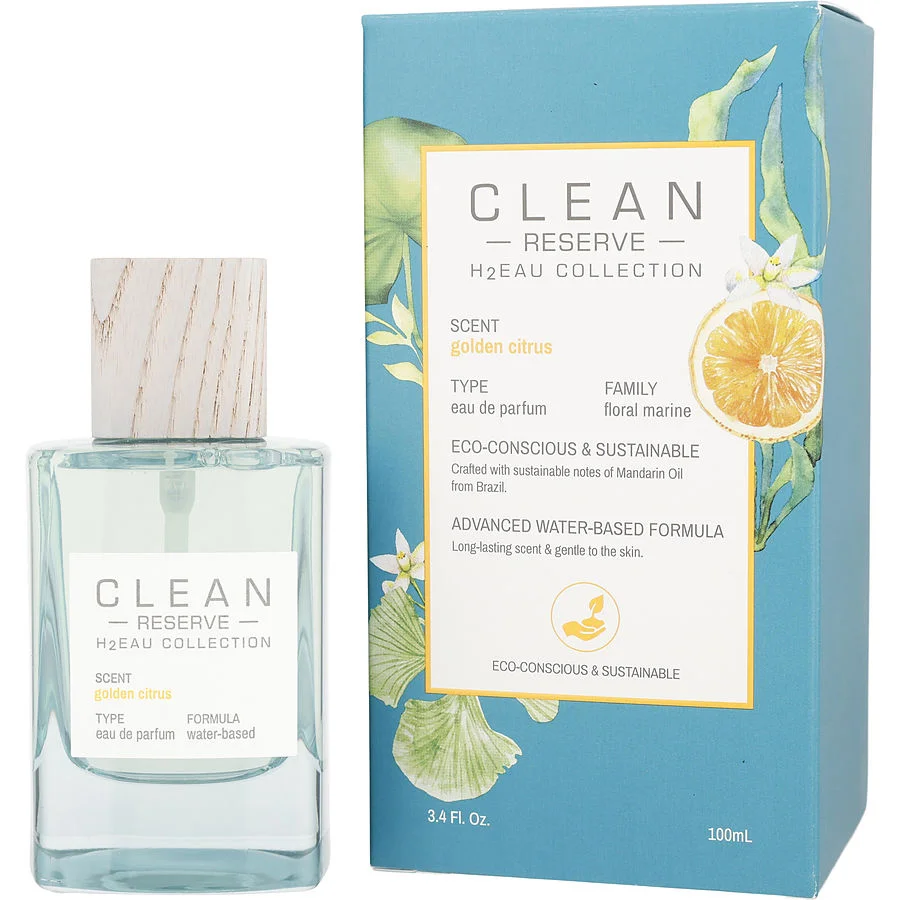 CLEAN
— RESERVE —
H2EAU COLLECTION
SCENT
golden citrus
TYPE FORMULA
eau de parfum water-based
CLEAN
— RESERVE —
H2EAU COLLECTION
SCENT
golden citrus
TYPE FAMILY
eau de parfum floral marine
ECO-CONSCIOUS & SUSTAINABLE
Crafted with sustainable notes of Mandarin Oil
from Brazil.
ADVANCED WATER-BASED FORMULA
Long-lasting scent & gentle to the skin.
ECO-CONSCIOUS & SUSTAINABLE
3.4 Fl. Oz. 100mL